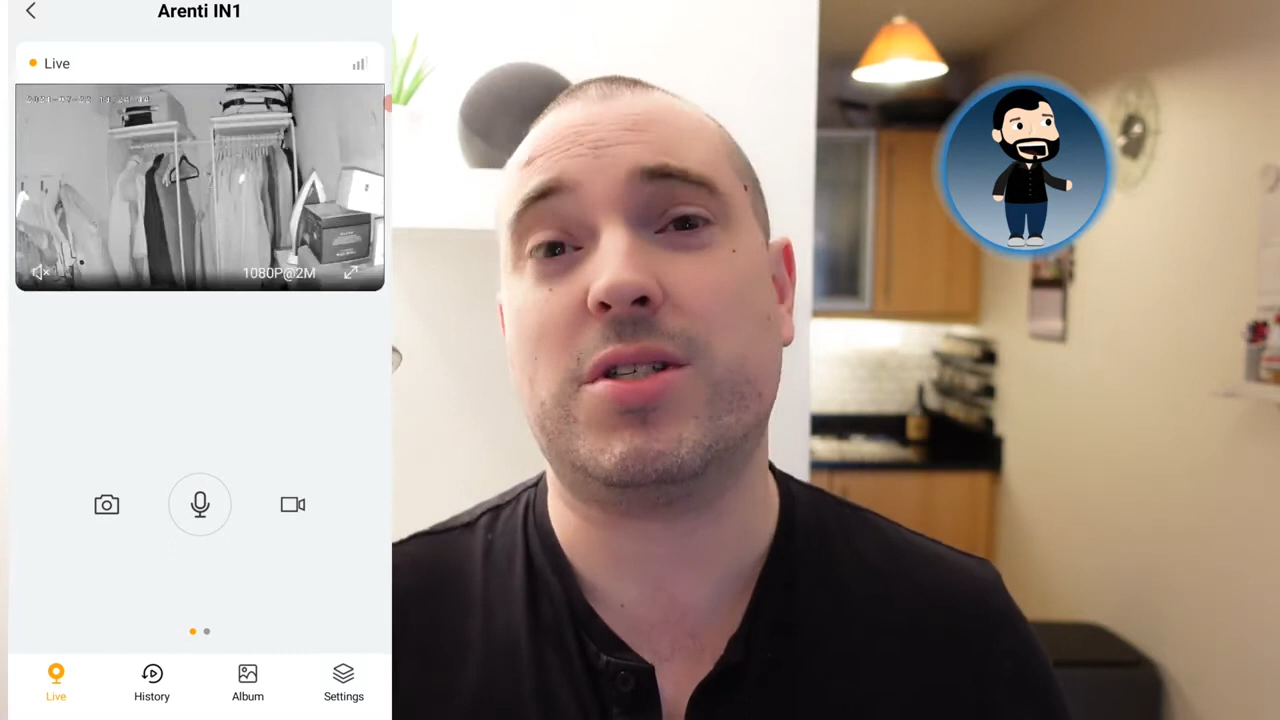 Arenti IN1
Live
1080P@2M
Live
History
Album
Settings